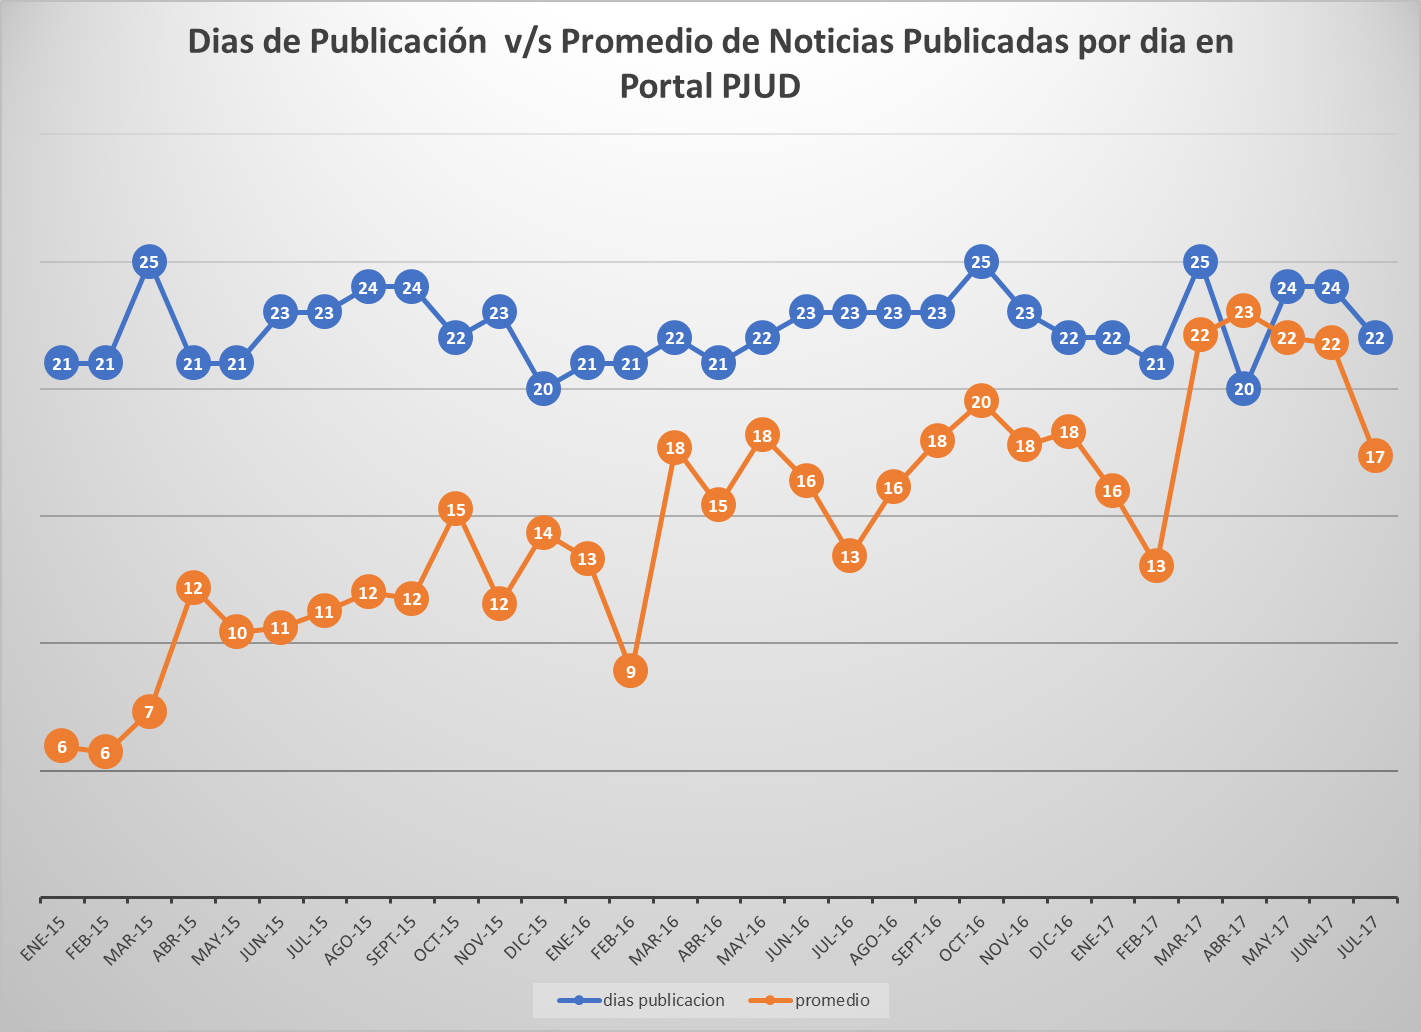 Dias de Publicación  v/s Promedio de Noticias Publicadas por dia en
Portal PJUD
21 21 25 21 21 23 23 24 24 22 23 20 21 21 22 21 22 23 23 23 23 25 23 22 22 21 25 20 24 24 22
6 6 7 12 10 11 11 12 12 15 12 14 13 9 18 15 18 16 13 16 18 20 18 18 16 13 22 23 22 22 17
ENE-15 FEB-15 MAR-15 ABR-15 MAY-15 JUN-15 JUL-15 AGO-15 SEPT-15 OCT-15 NOV-15 DIC-15 ENE-16 FEB-16 MAR-16 ABR-16 MAY-16 JUN-16 JUL-16 AGO-16 SEPT-16 OCT-16 NOV-16 DIC-16 ENE-17 FEB-17 MAR-17 ABR-17 MAY-17 JUN-17 JUL-17
dias publicacion promedio